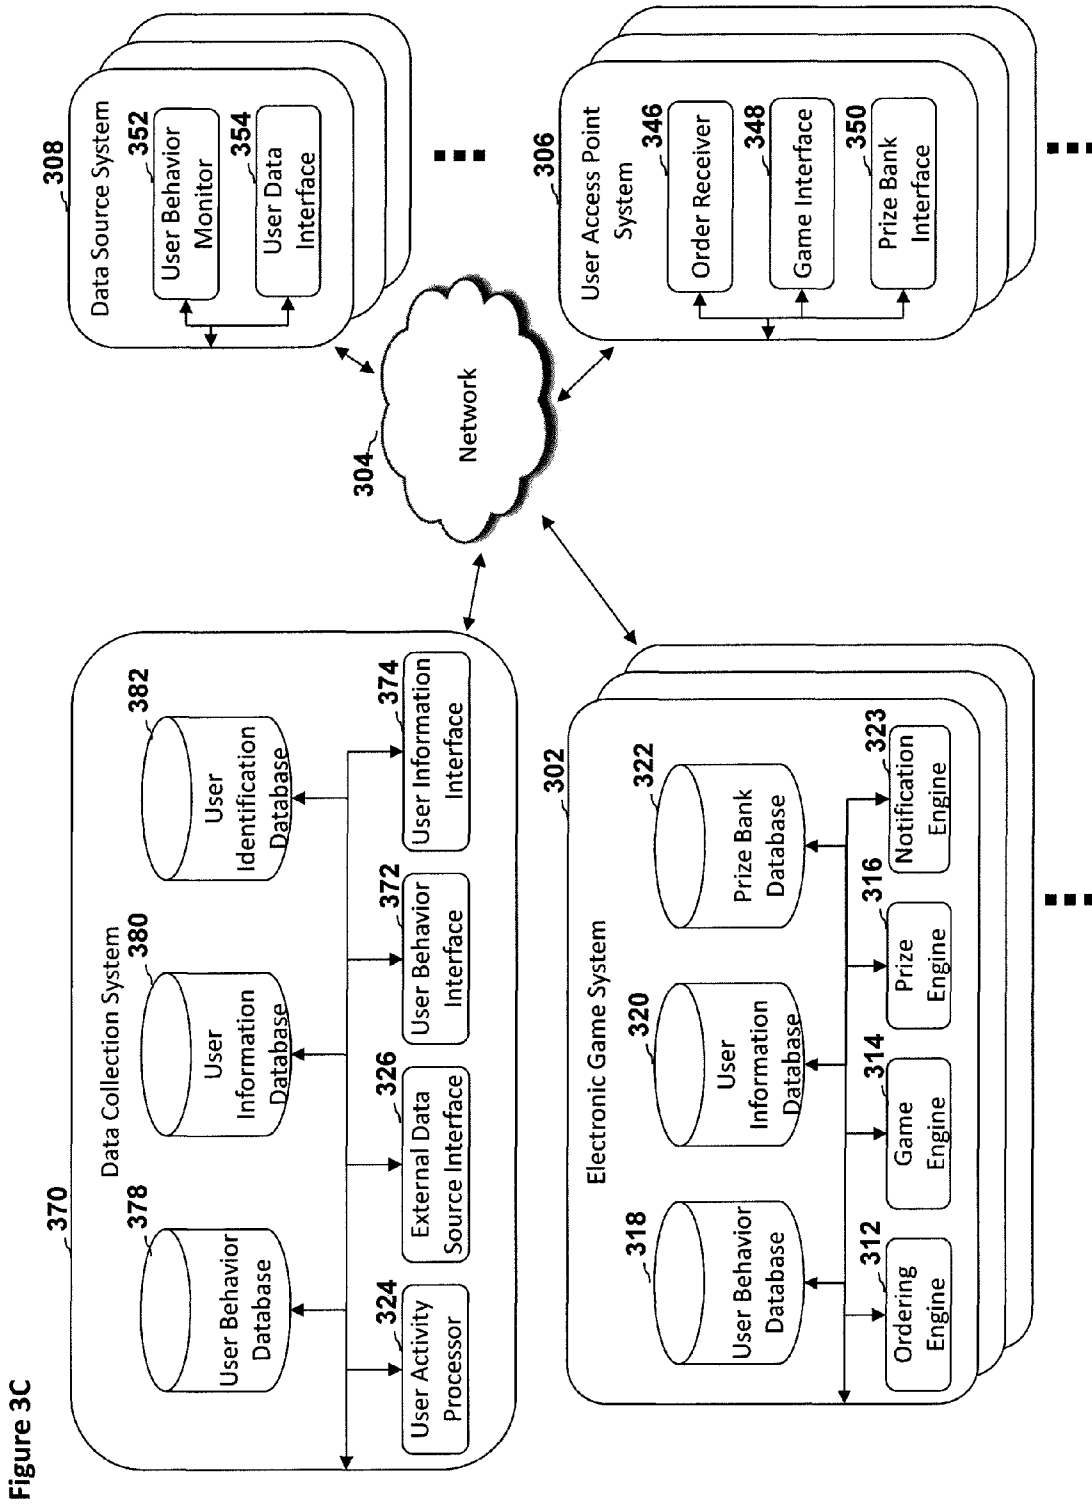 Figure 3C
370
Data Collection System
378
User Behavior
Database
380
User
Information
Database
382
User
Identification
Database
324
User Activity
Processor
326
External Data
Source Interface
372
User Behavior
Interface
374
User Information
Interface
304
Network
308
Data Source System
352
User Behavior
Monitor
354
User Data
Interface
302
Electronic Game System
318
User Behavior
Database
320
User
Information
Database
322
Prize Bank
Database
312
Ordering
Engine
314
Game
Engine
316
Prize
Engine
323
Notification
Engine
306
User Access Point
System
346
Order Receiver
348
Game Interface
350
Prize Bank
Interface